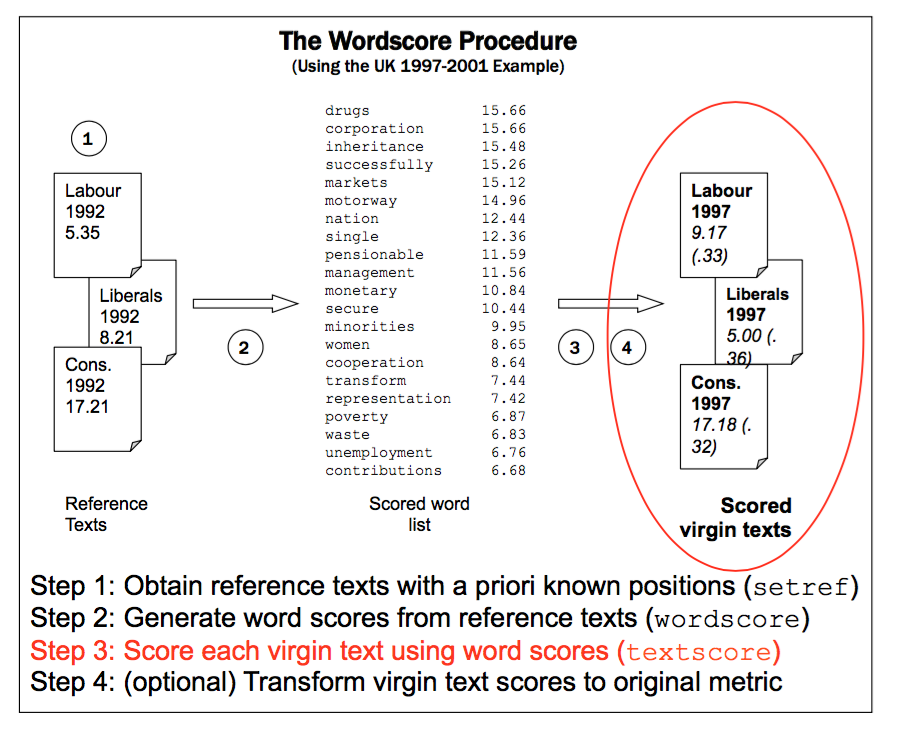 The Wordscore Procedure
(Using the UK 1997-2001 Example)
1
Labour
1992
5.35
Liberals
1992
8.21
Cons.
1992
17.21
Reference
Texts
2
drugs 15.66
corporation 15.66
inheritance 15.48
successfully 15.26
markets 15.12
motorway 14.96
nation 12.44
single 12.36
pensionable 11.59
management 11.56
monetary 10.84
secure 10.44
minorities 9.95
women 8.65
cooperation 8.64
transform 7.44
representation 7.42
poverty 6.87
waste 6.83
unemployment 6.76
contributions 6.68
Scored word
list
3
4
Labour
1997
9.17
(.33)
Liberals
1997
5.00 (.
36)
Cons.
1997
17.18 (.
32)
Scored
virgin texts
Step 1: Obtain reference texts with a priori known positions (setref)
Step 2: Generate word scores from reference texts (wordscore)
Step 3: Score each virgin text using word scores (textscore)
Step 4: (optional) Transform virgin text scores to original metric